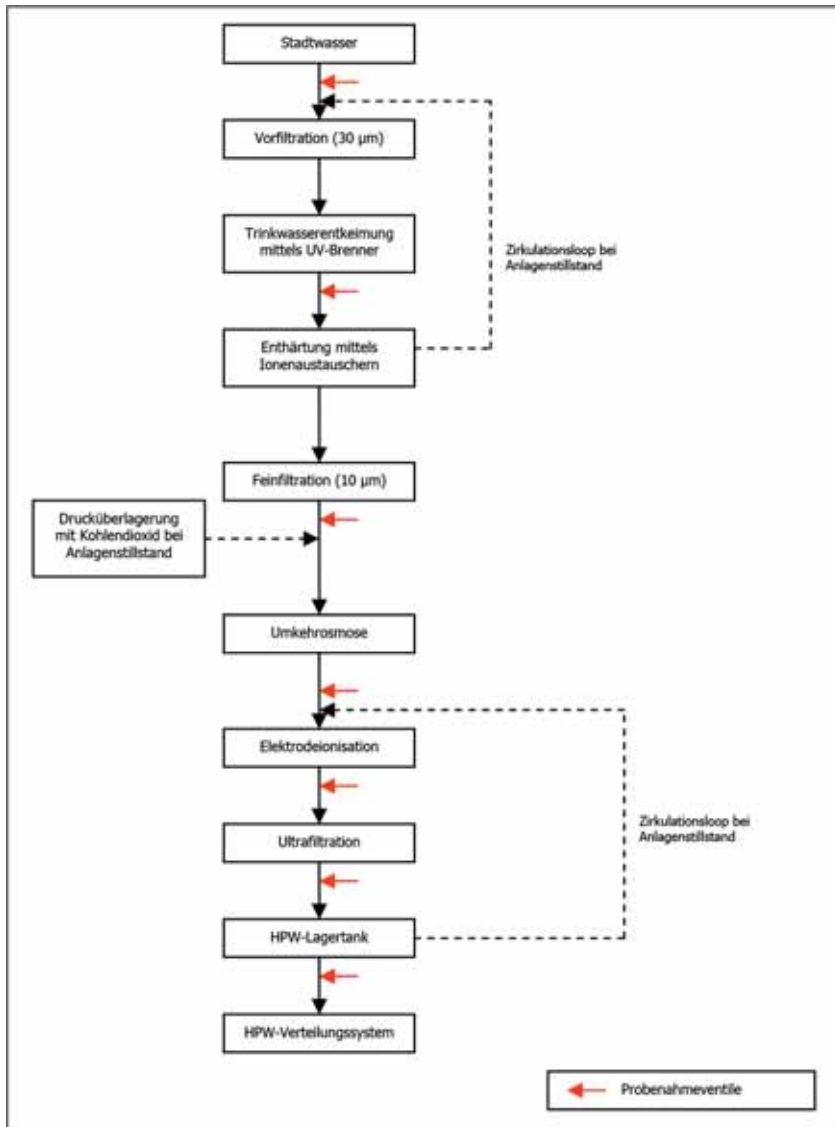 Stadtwasser
Vorfiltration (30 µm)
Trinkwasserentkeimung
mittels UV-Brenner
Zirkulationsloop bei
Anlagenstillstand
Enthärtung mittels
Ionenaustauschern
Feinfiltration (10 µm)
Drucküberlagerung
mit Kohlendioxid bei
Anlagenstillstand
Umkehrosmose
Elektrodeionisation
Zirkulationsloop bei
Anlagenstillstand
Ultrafiltration
HPW-Lagertank
HPW-Verteilungssystem
Probenahmeventile